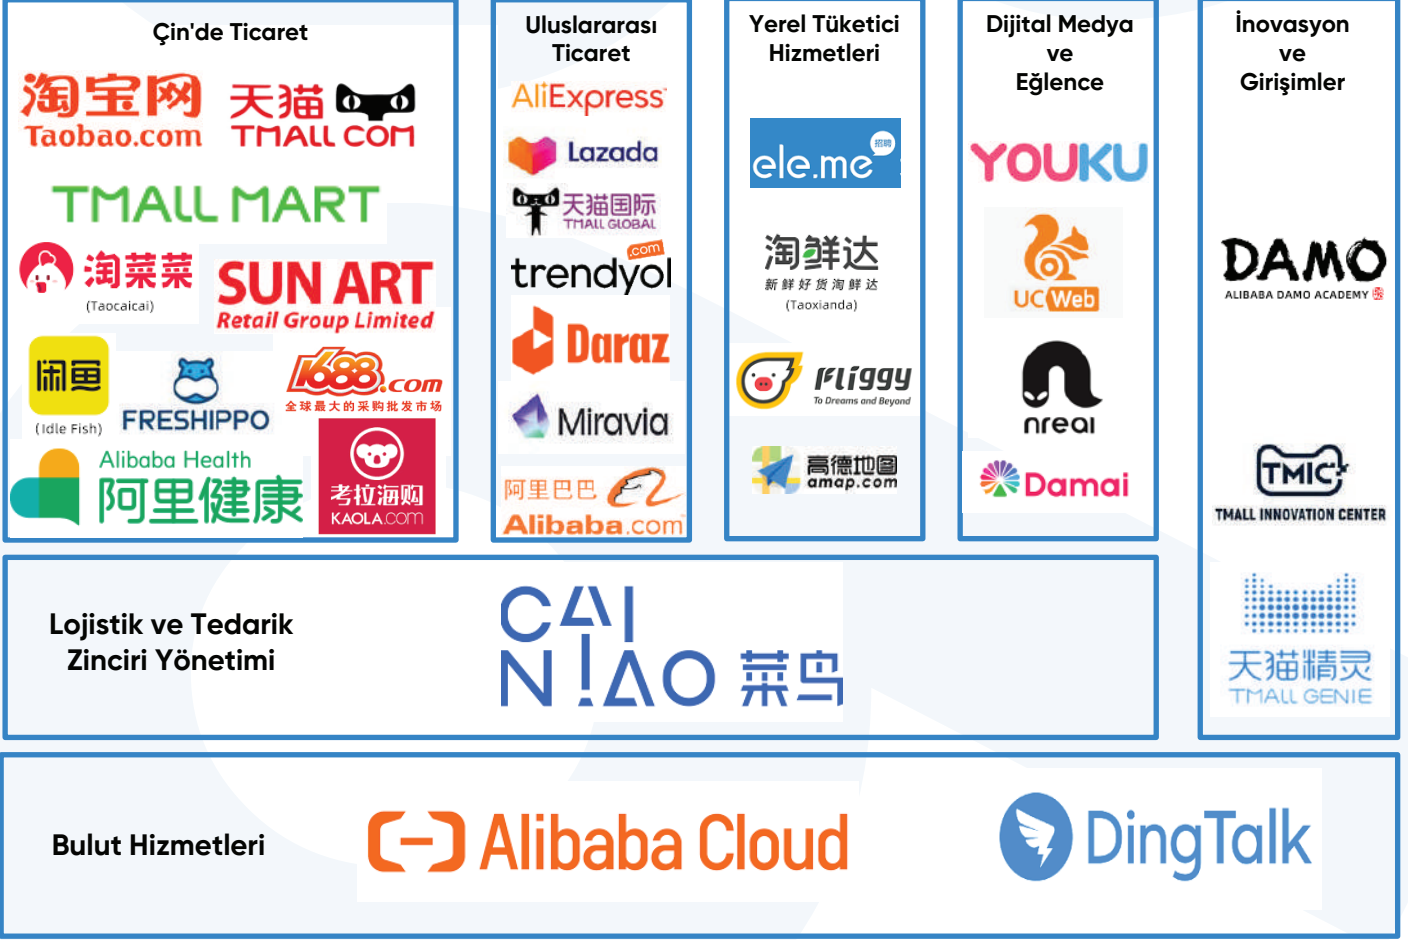 Çin'de Ticaret
淘宝网
Taobao.com
天猫
TMALL.COM
TMALL MART
淘菜菜
(Taocaicai)
SUN ART
Retail Group Limited
闲鱼
(Idle Fish)
FRESHIPPO
1688.com
全球最大的采购批发市场
Alibaba Health
阿里健康
考拉海购
KAOLA.COM
Uluslararası
Ticaret
AliExpress
Lazada
天猫国际
TMALL GLOBAL
.com
trendyol
Daraz
Miravia
阿里巴巴
Alibaba.com
Yerel Tüketici
Hizmetleri
招聘
ele.me
淘鲜达
新鲜好货淘鲜达
(Taoxianda)
Fliggy
To Dreams and Beyond
高德地图
amap.com
Dijital Medya
ve
Eğlence
YOUKU
UC Web
nreal
Damai
İnovasyon
ve
Girişimler
DAMO
ALIBABA DAMO ACADEMY
TMIC
TMALL INNOVATION CENTER
天猫精灵
TMALL GENIE
Lojistik ve Tedarik
Zinciri Yönetimi
CAI
NIAO 菜鸟
Bulut Hizmetleri
Alibaba Cloud
DingTalk